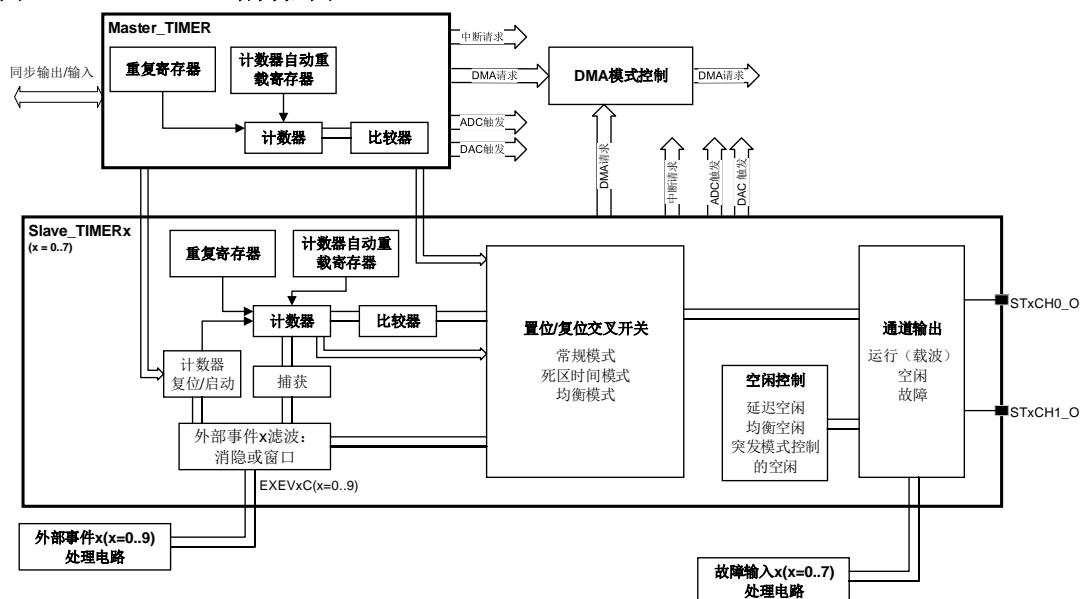 Master_TIMER
同步输出/输入
重复寄存器
计数器自动重
载寄存器
计数器
比较器
中断请求
DMA请求
ADC触发
DAC触发
DMA模式控制
DMA请求
DMA请求
中断请求
ADC触发
DAC 触发
Slave_TIMERx
(x = 0..7)
重复寄存器
计数器自动重
载寄存器
计数器
比较器
计数器
复位/启动
捕获
外部事件x滤波：
消隐或窗口
EXEVxC(x=0..9)
置位/复位交叉开关
常规模式
死区时间模式
均衡模式
空闲控制
延迟空闲
均衡空闲
突发模式控制
的空闲
通道输出
运行（载波）
空闲
故障
STxCH0_O
STxCH1_O
外部事件x(x=0..9)
处理电路
故障输入x(x=0..7)
处理电路